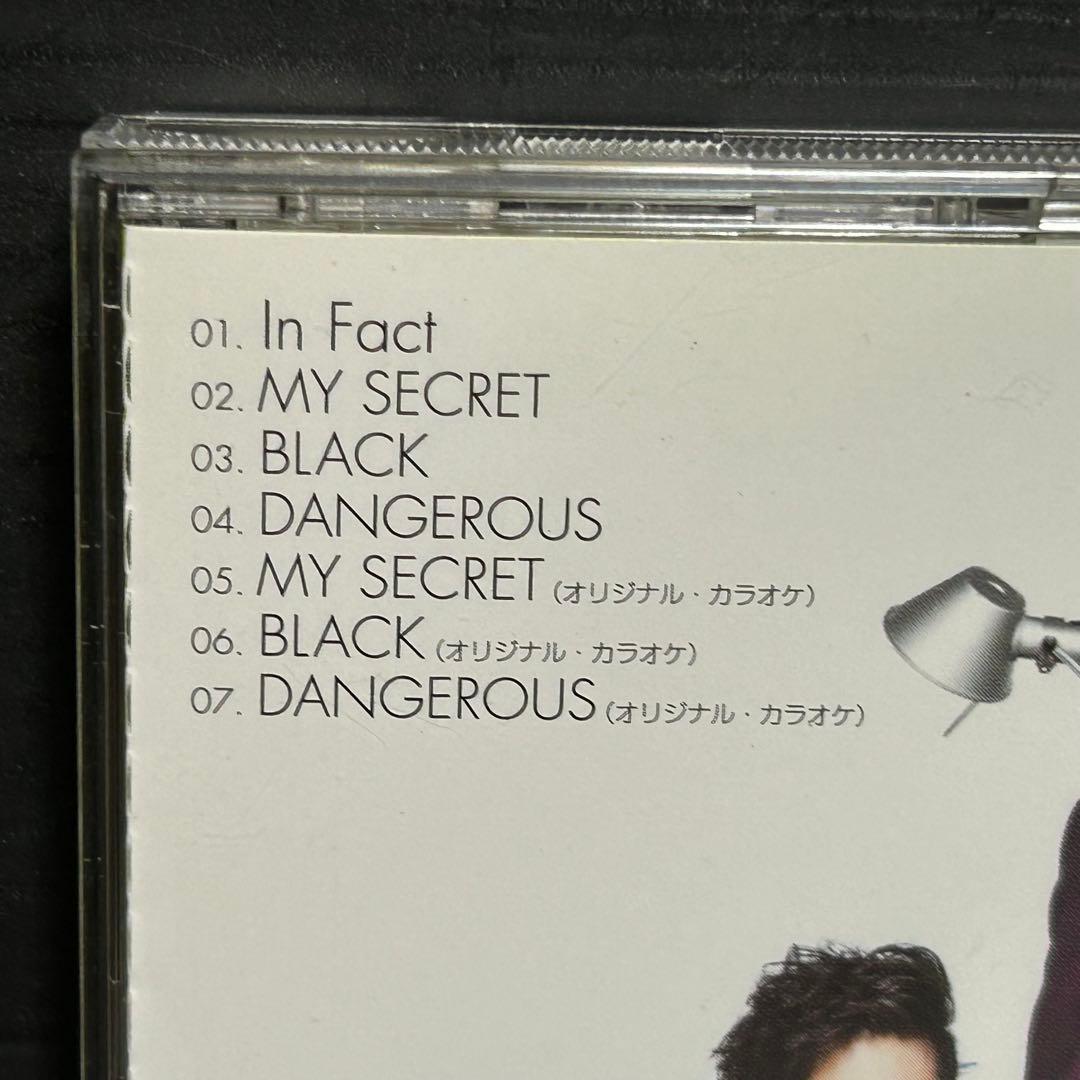 01. In Fact
02. MY SECRET
03. BLACK
04. DANGEROUS
05. MY SECRET (オリジナル・カラオケ)
06. BLACK (オリジナル・カラオケ)
07. DANGEROUS (オリジナル・カラオケ)